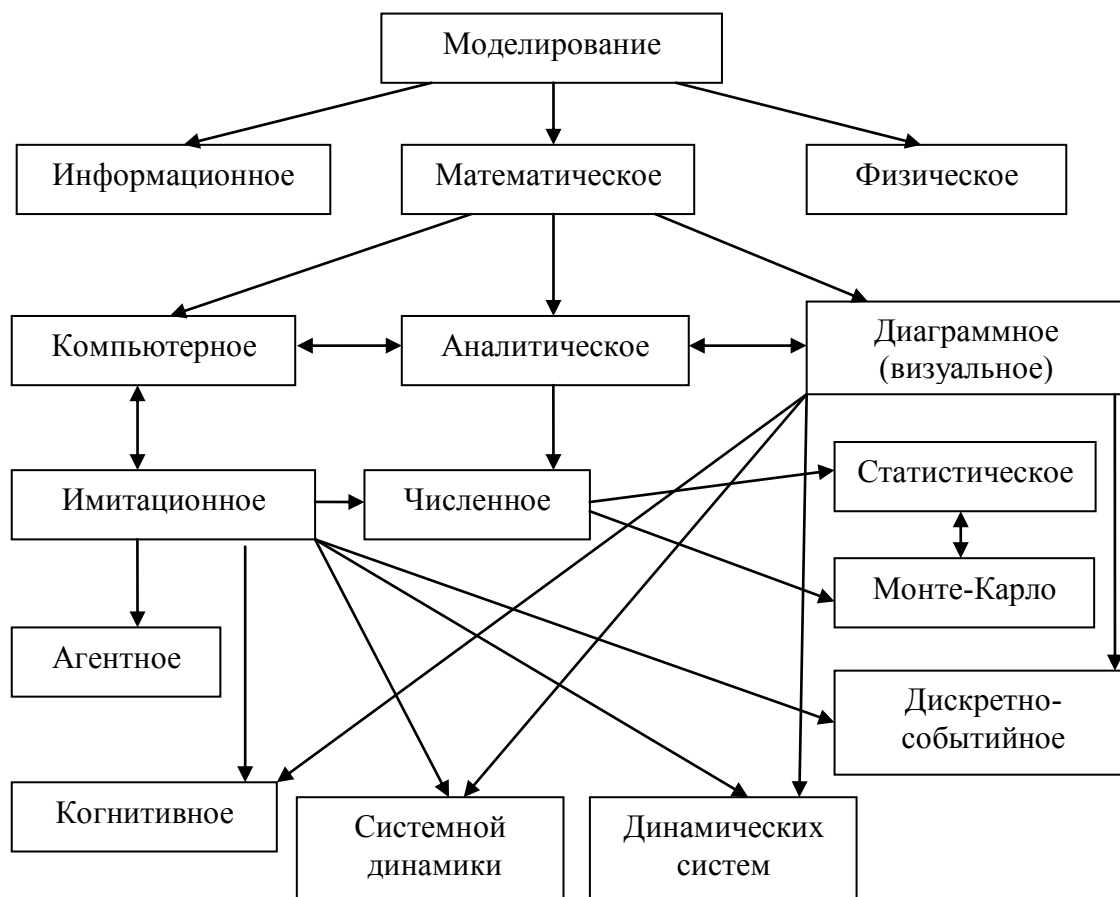 Моделирование
Информационное
Математическое
Физическое
Компьютерное
Аналитическое
Диаграммное
(визуальное)
Имитационное
Численное
Статистическое
Монте-Карло
Агентное
Дискретно-
событийное
Когнитивное
Системной
динамики
Динамических
систем